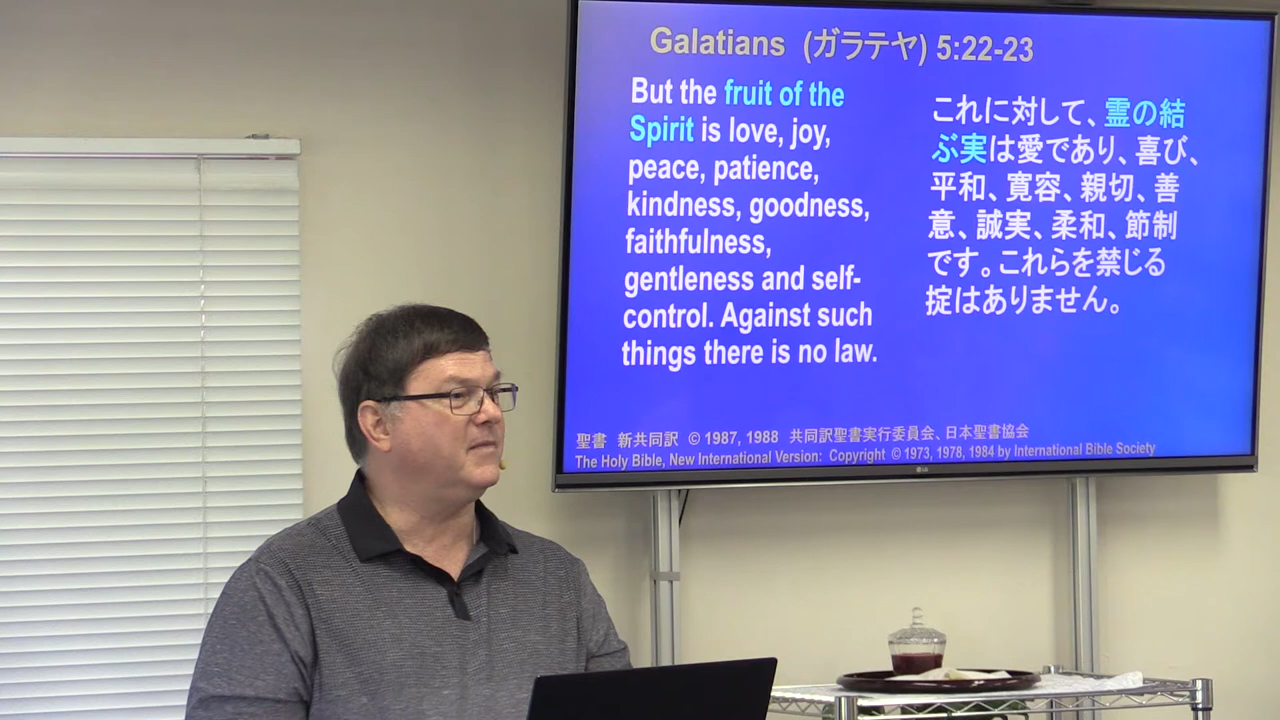 Galatians (ガラテヤ) 5:22-23
But the fruit of the
Spirit is love, joy,
peace, patience,
kindness, goodness,
faithfulness,
gentleness and self-
control. Against such
things there is no law.
これに対して、霊の結
ぶ実は愛であり、喜び、
平和、寛容、親切、善
意、誠実、柔和、節制
です。これらを禁じる
掟はありません。
聖書 新共同訳 © 1987, 1988 共同訳聖書実行委員会、日本聖書協会
The Holy Bible, New International Version: Copyright © 1973, 1978, 1984 by International Bible Society
LG